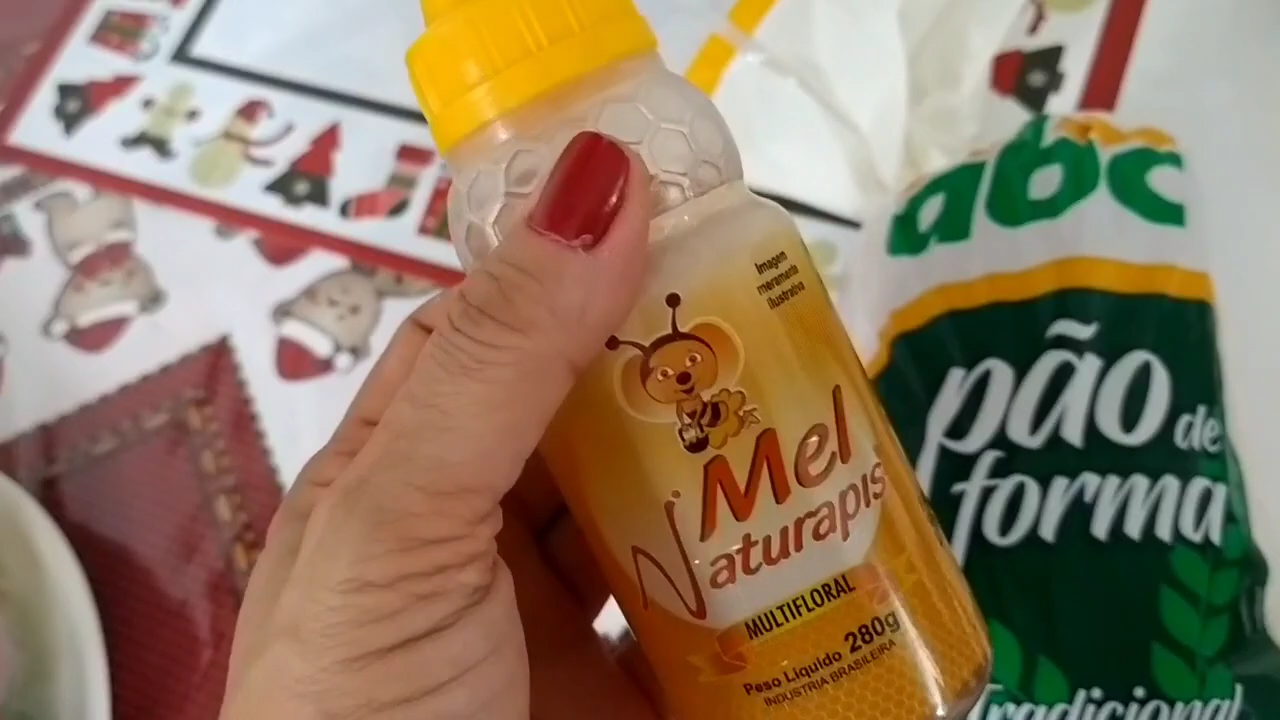 Imagem
meramente
ilustrativa
Mel
Naturapis
MULTIFLORAL
Peso Líquido 280g
INDÚSTRIA BRASILEIRA
abc
pão de
forma
Tradicional